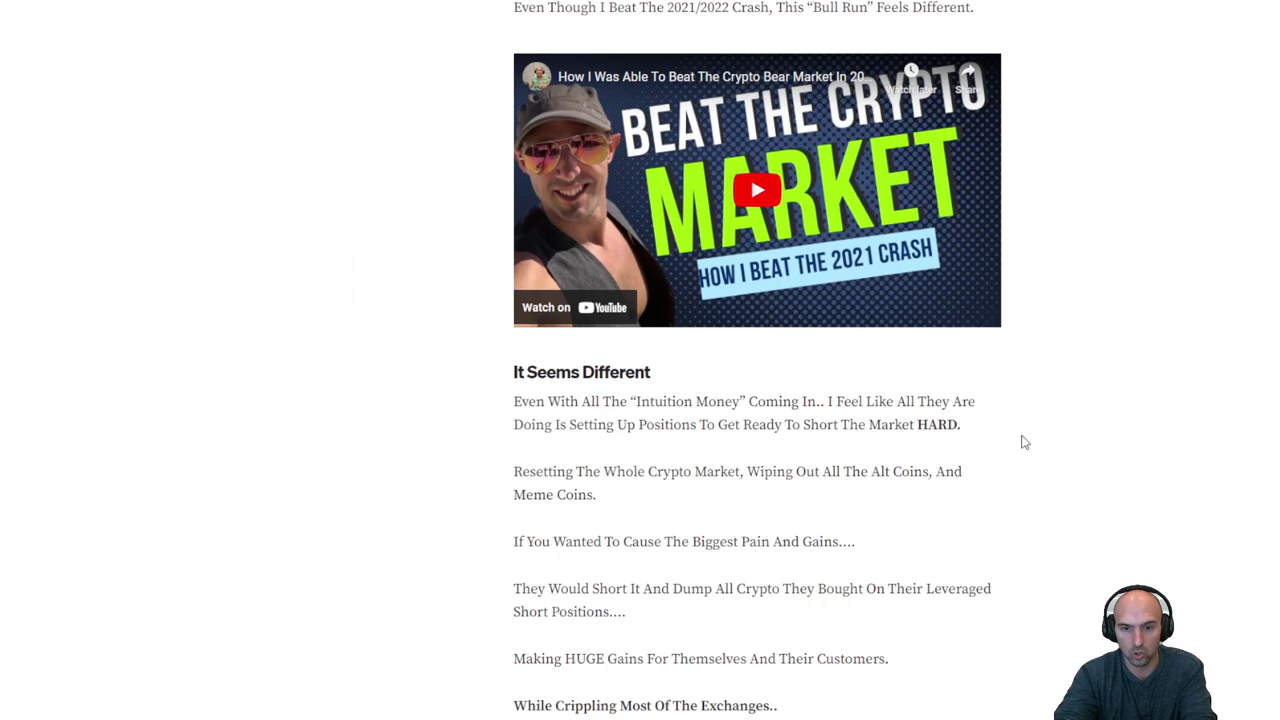 Even Though I Beat The 2021/2022 Crash, This “Bull Run” Feels Different.
How I Was Able To Beat The Crypto Bear Market In 20...
Watch later
Share
BEAT THE CRYPTO
MARKET
HOW I BEAT THE 2021 CRASH
Watch on YouTube
It Seems Different
Even With All The “Intuition Money” Coming In.. I Feel Like All They Are
Doing Is Setting Up Positions To Get Ready To Short The Market HARD.
Resetting The Whole Crypto Market, Wiping Out All The Alt Coins, And
Meme Coins.
If You Wanted To Cause The Biggest Pain And Gains....
They Would Short It And Dump All Crypto They Bought On Their Leveraged
Short Positions....
Making HUGE Gains For Themselves And Their Customers.
While Crippling Most Of The Exchanges..